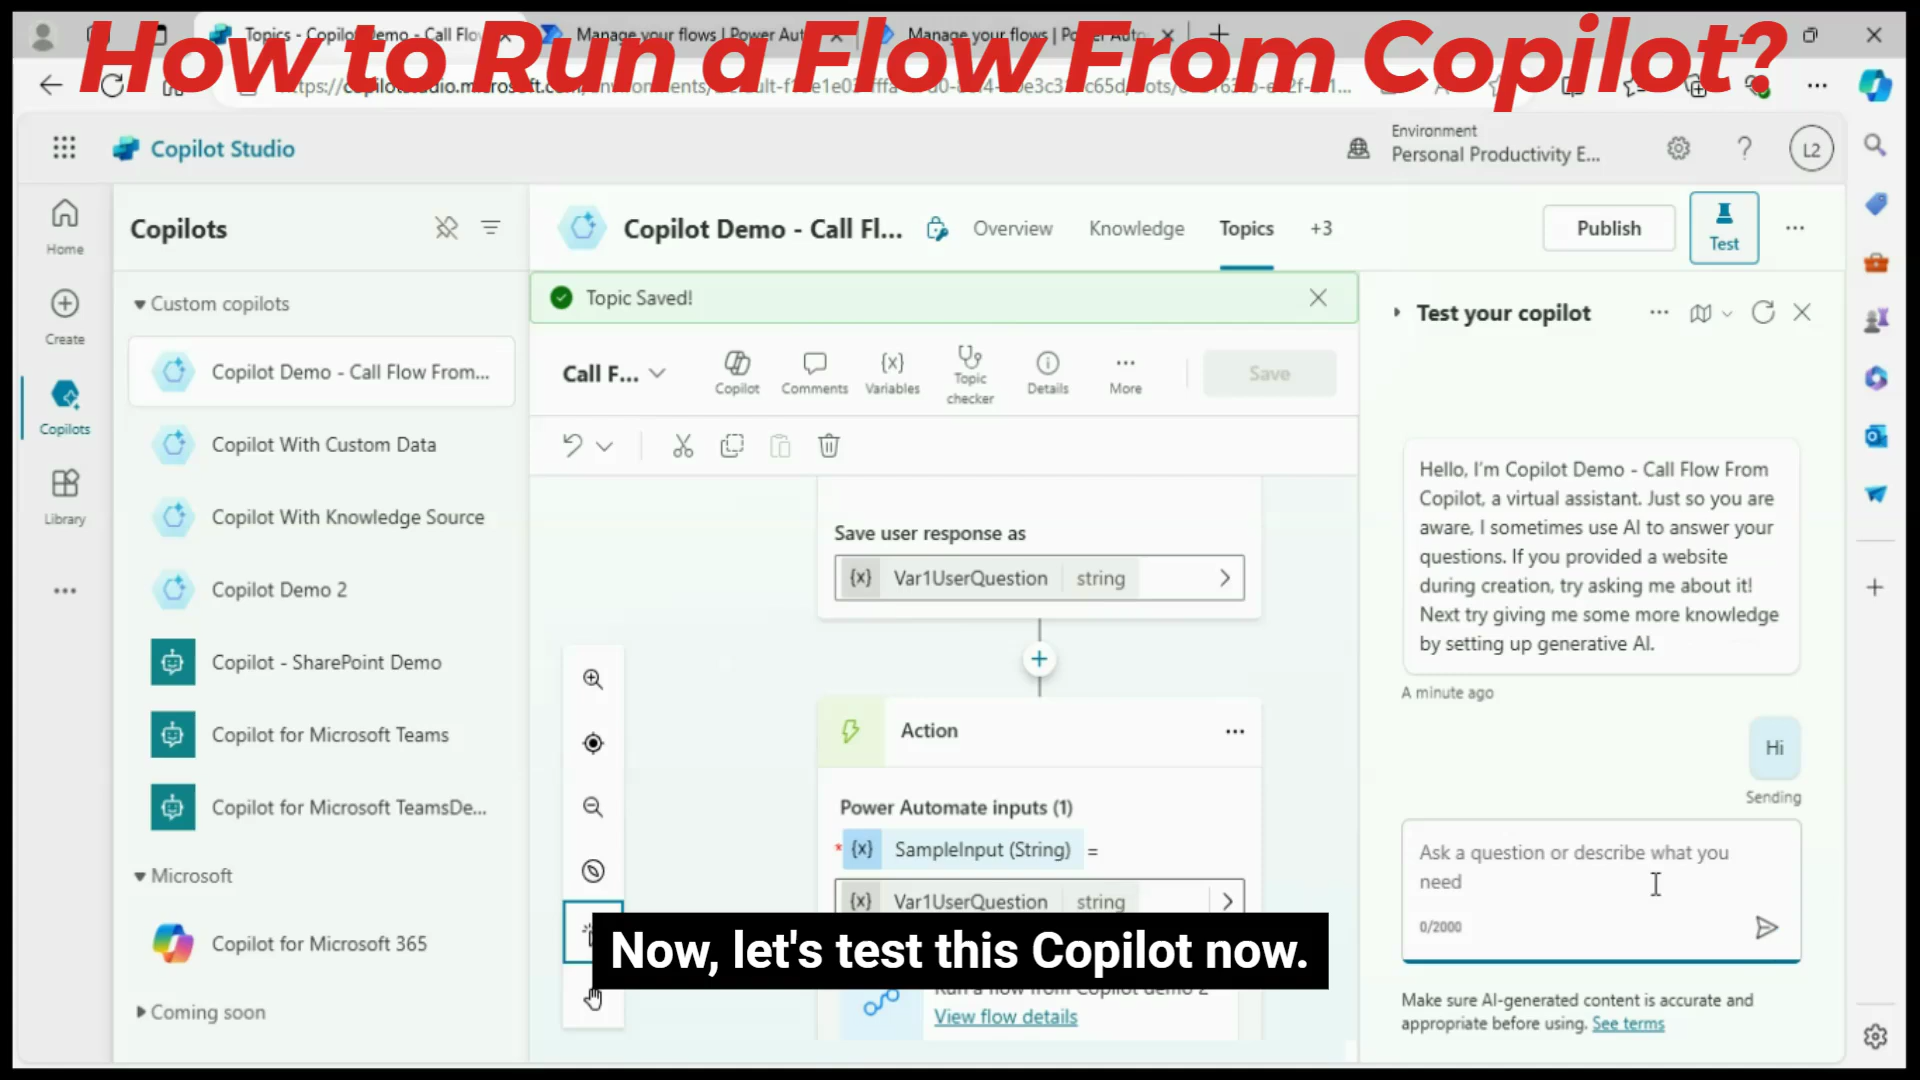 How to Run a Flow From Copilot?
Copilot Studio
Environment
Personal Productivity E...
L2
Home
Create
Copilots
Library
Copilots
Custom copilots
Copilot Demo - Call Flow From...
Copilot With Custom Data
Copilot With Knowledge Source
Copilot Demo 2
Copilot - SharePoint Demo
Copilot for Microsoft Teams
Copilot for Microsoft TeamsDe...
Microsoft
Copilot for Microsoft 365
Coming soon
Copilot Demo - Call Fl...
Overview
Knowledge
Topics
+3
Publish
Test
Topic Saved!
Call F...
Copilot
Comments
Variables
Topic
checker
Details
More
Save
Save user response as
{x} Var1UserQuestion string
Action
Power Automate inputs (1)
* {x} SampleInput (String) =
{x} Var1UserQuestion string
View flow details
Test your copilot
Hello, I'm Copilot Demo - Call Flow From
Copilot, a virtual assistant. Just so you are
aware, I sometimes use AI to answer your
questions. If you provided a website
during creation, try asking me about it!
Next try giving me some more knowledge
by setting up generative AI.
A minute ago
Hi
Sending
Ask a question or describe what you
need
0/2000
Make sure AI-generated content is accurate and
appropriate before using. See terms
Now, let's test this Copilot now.